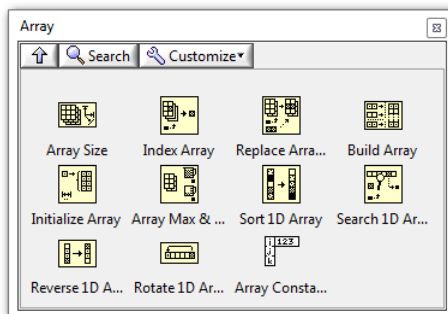 Array
Search Customize
Array Size Index Array Replace Arra... Build Array
Initialize Array Array Max & ... Sort 1D Array Search 1D Ar...
123
i
j
k
Reverse 1D A... Rotate 1D Ar... Array Consta...